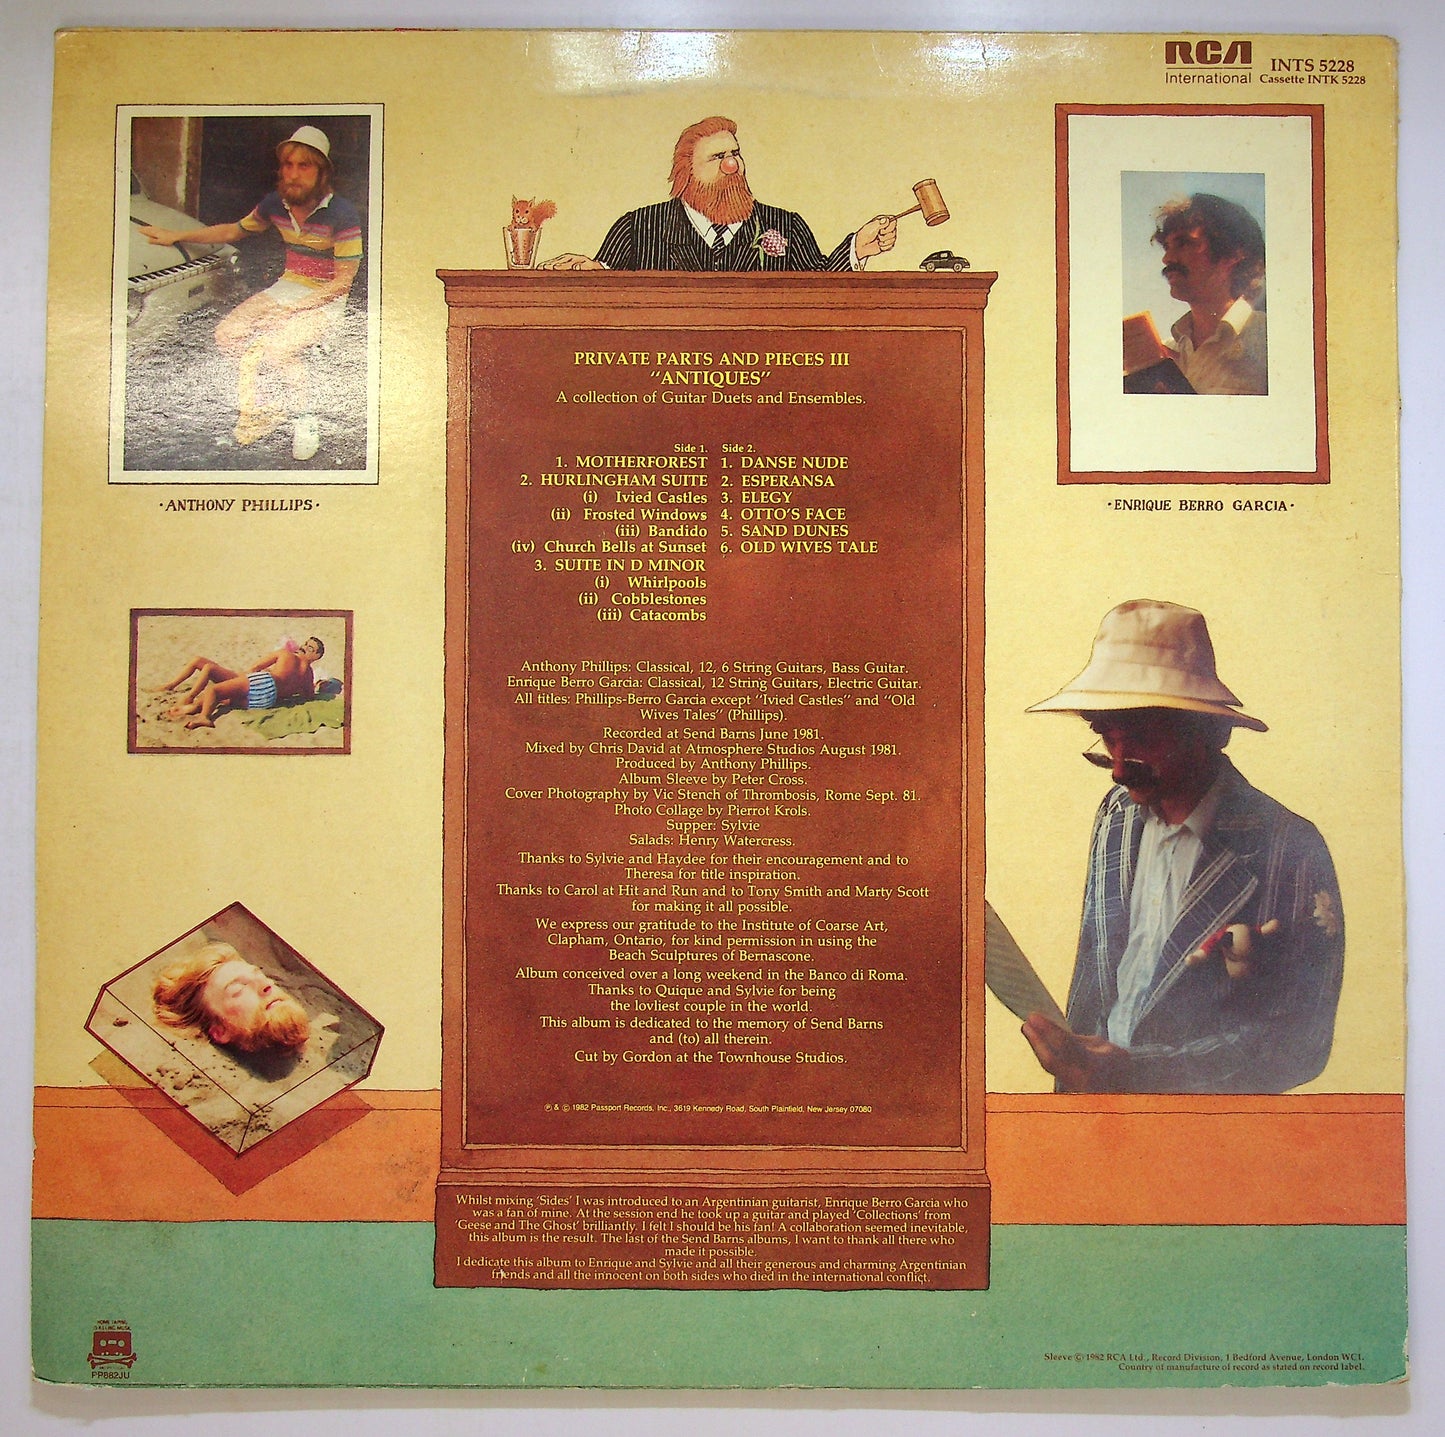 RCA
International
INTS 5228
Cassette INTK 5228
·ANTHONY PHILLIPS·
·ENRIQUE BERRO GARCIA·
PRIVATE PARTS AND PIECES III
"ANTIQUES"
A collection of Guitar Duets and Ensembles.
Side 1.
1. MOTHERFOREST
2. HURLINGHAM SUITE
(i) Ivied Castles
(ii) Frosted Windows
(iii) Bandido
(iv) Church Bells at Sunset
3. SUITE IN D MINOR
(i) Whirlpools
(ii) Cobblestones
(iii) Catacombs
Side 2.
1. DANSE NUDE
2. ESPERANSA
3. ELEGY
4. OTTO'S FACE
5. SAND DUNES
6. OLD WIVES TALE
Anthony Phillips: Classical, 12, 6 String Guitars, Bass Guitar.
Enrique Berro Garcia: Classical, 12 String Guitars, Electric Guitar.
All titles: Phillips-Berro Garcia except "Ivied Castles" and "Old
Wives Tales" (Phillips).
Recorded at Send Barns June 1981.
Mixed by Chris David at Atmosphere Studios August 1981.
Produced by Anthony Phillips.
Album Sleeve by Peter Cross.
Cover Photography by Vic Stench of Thrombosis, Rome Sept. 81.
Photo Collage by Pierrot Krols.
Supper: Sylvie
Salads: Henry Watercress.
Thanks to Sylvie and Haydee for their encouragement and to
Theresa for title inspiration.
Thanks to Carol at Hit and Run and to Tony Smith and Marty Scott
for making it all possible.
We express our gratitude to the Institute of Coarse Art,
Clapham, Ontario, for kind permission in using the
Beach Sculptures of Bernascone.
Album conceived over a long weekend in the Banco di Roma.
Thanks to Quique and Sylvie for being
the lovliest couple in the world.
This album is dedicated to the memory of Send Barns
and (to) all therein.
Cut by Gordon at the Townhouse Studios.
℗ & © 1982 Passport Records, Inc., 3619 Kennedy Road, South Plainfield, New Jersey 07080
Whilst mixing 'Sides' I was introduced to an Argentinian guitarist, Enrique Berro Garcia who
was a fan of mine. At the session end he took up a guitar and played 'Collections' from
'Geese and The Ghost' brilliantly. I felt I should be his fan! A collaboration seemed inevitable,
this album is the result. The last of the Send Barns albums, I want to thank all there who
made it possible.
I dedicate this album to Enrique and Sylvie and all their generous and charming Argentinian
friends and all the innocent on both sides who died in the international conflict.
HOME TAPING
IS KILLING MUSIC
PP882JU
Sleeve © 1982 RCA Ltd., Record Division, 1 Bedford Avenue, London WC1.
Country of manufacture of record as stated on record label.